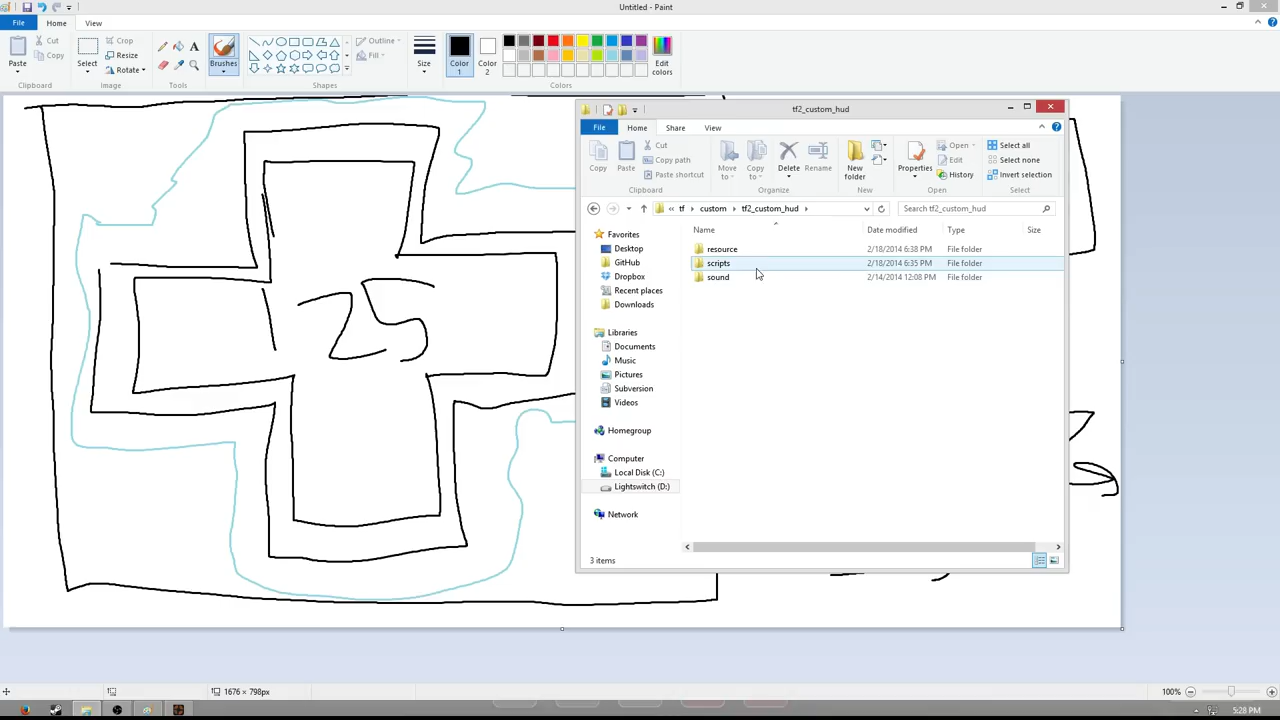 Untitled - Paint
File Home View
Paste
Cut
Copy
Clipboard
Select
Crop
Resize
Rotate
Image
A
Tools
Brushes
Shapes
Outline
Fill
Size
Color 1
Color 2
Edit colors
Colors
25
tf2_custom_hud
File Home Share View
Copy
Paste
Cut
Copy path
Paste shortcut
Clipboard
Move to
Copy to
Delete
Rename
Organize
New folder
New
Properties
Open
Edit
History
Open
Select all
Select none
Invert selection
Select
« tf custom tf2_custom_hud
Search tf2_custom_hud
Name Date modified Type Size
resource 2/18/2014 6:38 PM File folder
scripts 2/18/2014 6:35 PM File folder
sound 2/14/2014 12:08 PM File folder
Favorites
Desktop
GitHub
Dropbox
Recent places
Downloads
Libraries
Documents
Music
Pictures
Subversion
Videos
Homegroup
Computer
Local Disk (C:)
Lightswitch (D:)
Network
3 items
1676 × 798px
100%
5:28 PM